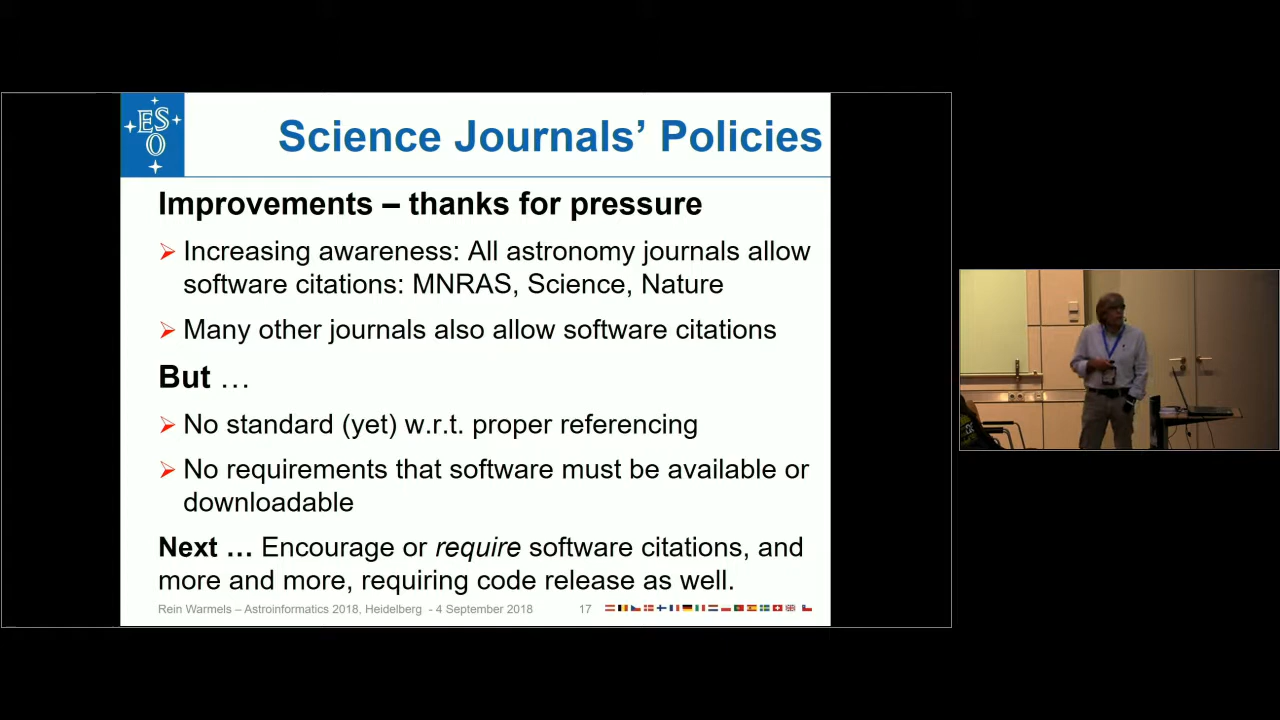 ES
O
Science Journals’ Policies
Improvements – thanks for pressure
Increasing awareness: All astronomy journals allow
software citations: MNRAS, Science, Nature
Many other journals also allow software citations
But …
No standard (yet) w.r.t. proper referencing
No requirements that software must be available or
downloadable
Next … Encourage or require software citations, and
more and more, requiring code release as well.
Rein Warmels – Astroinformatics 2018, Heidelberg - 4 September 2018
17